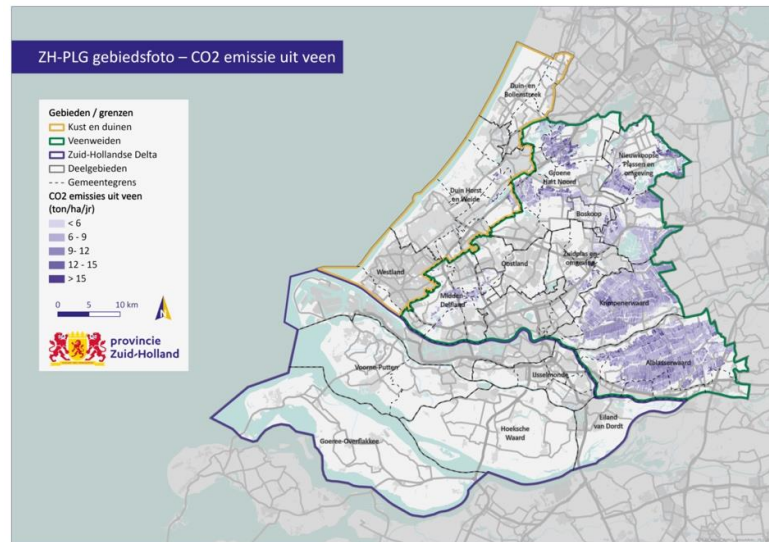 ZH-PLG gebiedsfoto – CO2 emissie uit veen
Gebieden / grenzen
Kust en duinen
Veenweiden
Zuid-Hollandse Delta
Deelgebieden
Gemeentegrens
CO2 emissies uit veen
(ton/ha/jr)
< 6
6 - 9
9- 12
12 - 15
> 15
0 5 10 km
N
provincie
Zuid-Holland
Duin- en
Bollenstreek
Nieuwkoopse
Plassen en
omgeving
Groene
Hart Noord
Duin Horst
en Weide
Boskoop
Westland
Oostland
Zuidplas en
omgeving
Midden-
Delfland
Krimpenerwaard
Alblasserwaard
Voorne-Putten
IJsselmonde
Hoeksche
Waard
Eiland
van Dordt
Goeree-Overflakkee